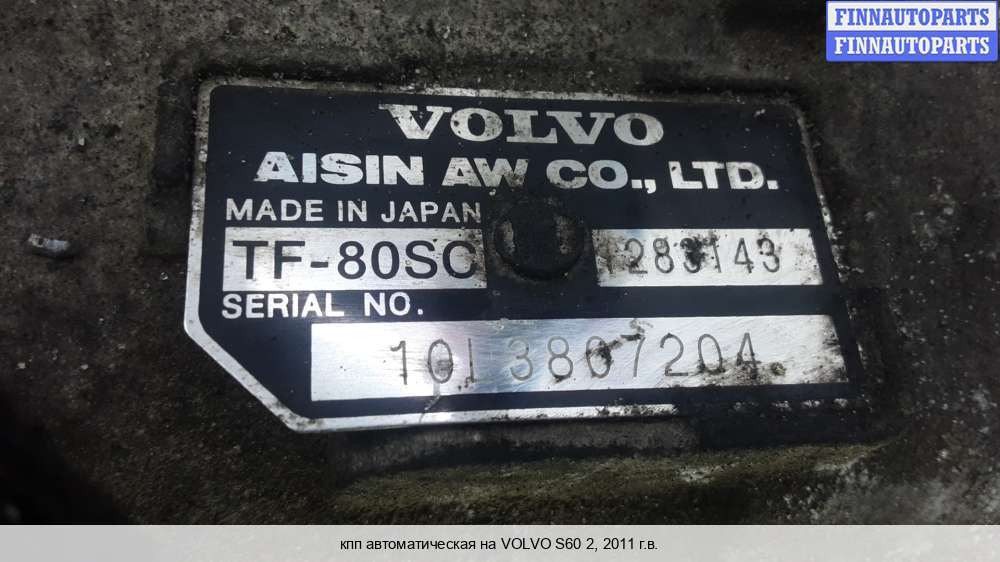 FINNAUTOPARTS
FINNAUTOPARTS
VOLVO
AISIN AW CO., LTD.
MADE IN JAPAN
TF-80SC 1283143
SERIAL NO.
10I3807204
кпп автоматическая на VOLVO S60 2, 2011 г.в.